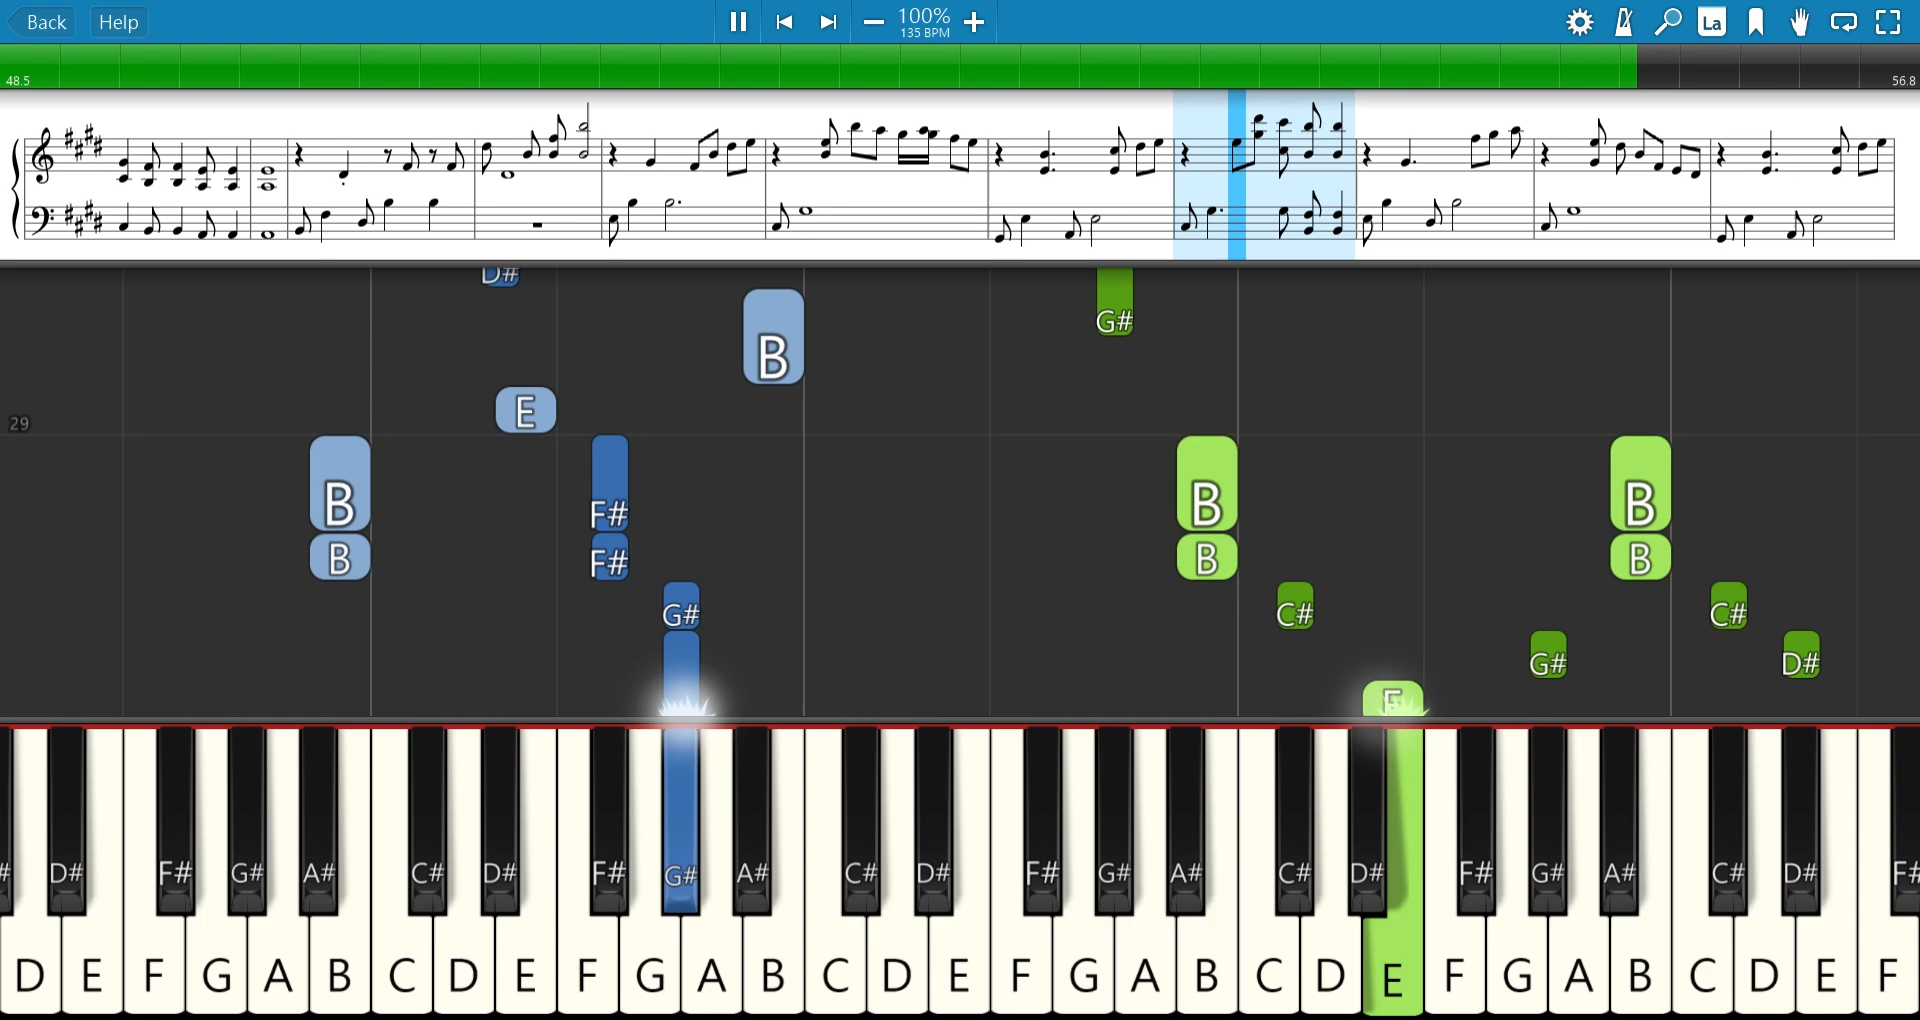 Back Help 100% La
135 BPM
48.5 56.8
D#
G#
B
E
29
B F# B B
B F# B B
G# C# C#
G# D#
E
# D# F# G# A# C# D# F# G# A# C# D# F# G# A# C# D# F# G# A# C# D# F#
D E F G A B C D E F G A B C D E F G A B C D E F G A B C D E F